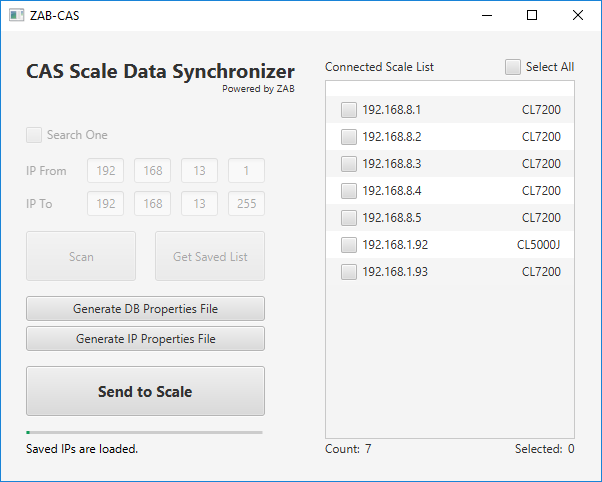 ZAB-CAS
CAS Scale Data Synchronizer
Powered by ZAB
Search One
IP From 192 168 13 1
IP To 192 168 13 255
Scan Get Saved List
Generate DB Properties File
Generate IP Properties File
Send to Scale
Saved IPs are loaded.
Connected Scale List Select All
192.168.8.1 CL7200
192.168.8.2 CL7200
192.168.8.3 CL7200
192.168.8.4 CL7200
192.168.8.5 CL7200
192.168.1.92 CL5000J
192.168.1.93 CL7200
Count: 7 Selected: 0